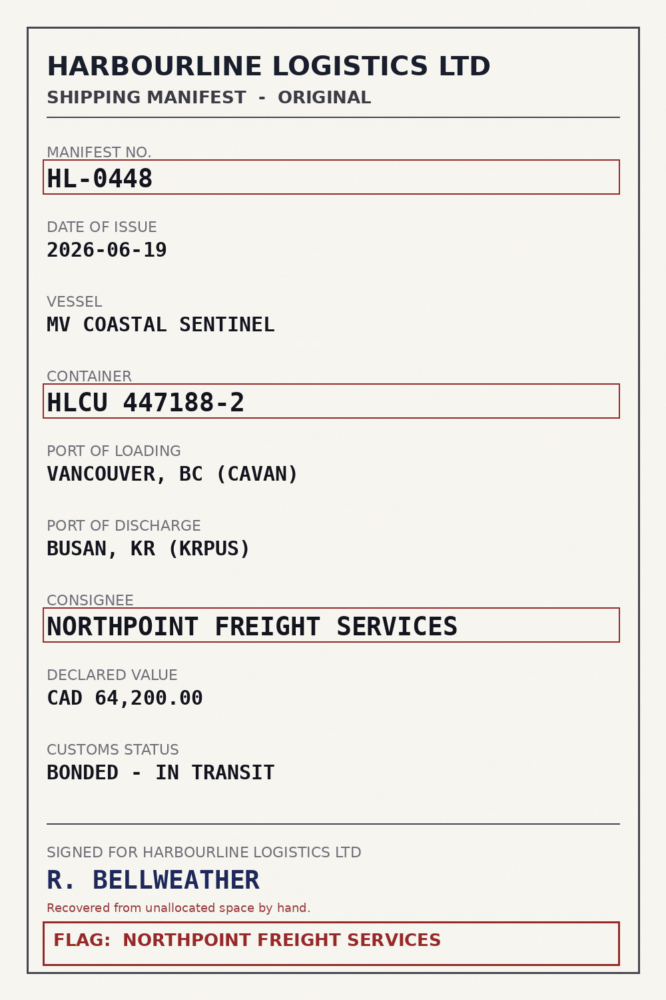 HARBOURLINE LOGISTICS LTD
SHIPPING MANIFEST - ORIGINAL
MANIFEST NO.
HL-0448
DATE OF ISSUE
2026-06-19
VESSEL
MV COASTAL SENTINEL
CONTAINER
HLCU 447188-2
PORT OF LOADING
VANCOUVER, BC (CAVAN)
PORT OF DISCHARGE
BUSAN, KR (KRPUS)
CONSIGNEE
NORTHPOINT FREIGHT SERVICES
DECLARED VALUE
CAD 64,200.00
CUSTOMS STATUS
BONDED - IN TRANSIT
SIGNED FOR HARBOURLINE LOGISTICS LTD
R. BELLWEATHER
Recovered from unallocated space by hand.
FLAG: NORTHPOINT FREIGHT SERVICES